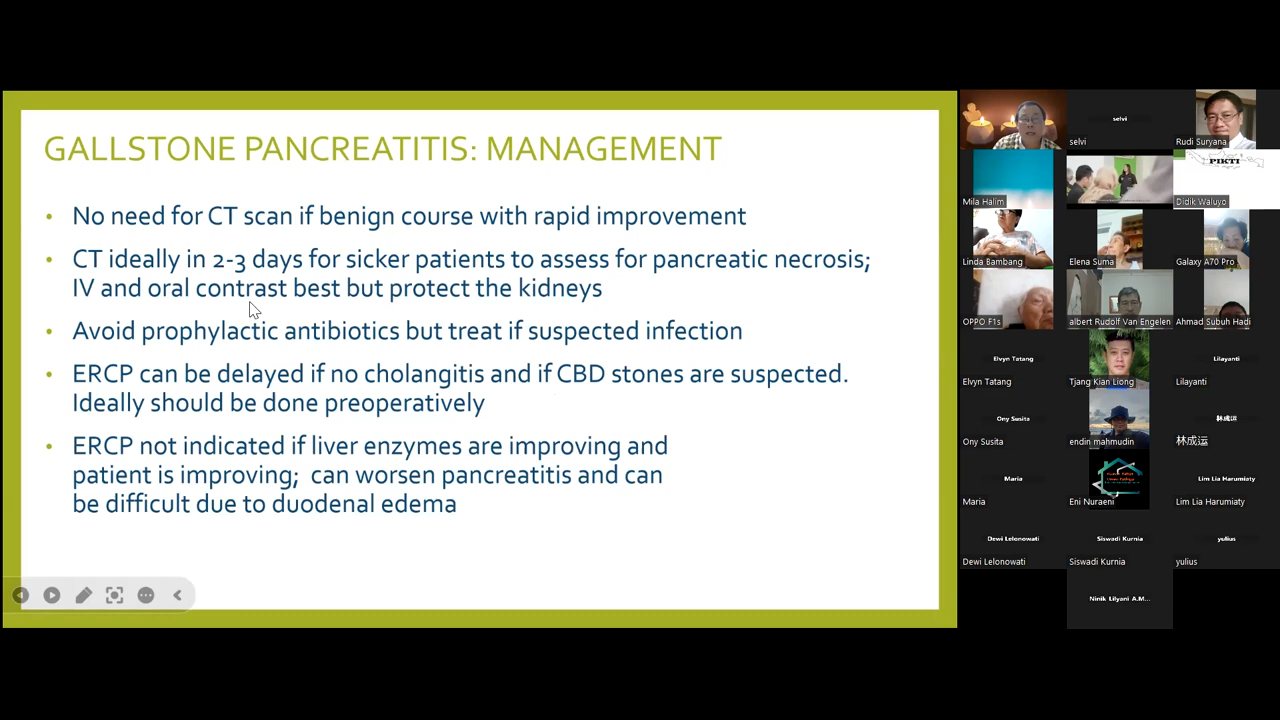 GALLSTONE PANCREATITIS: MANAGEMENT
• No need for CT scan if benign course with rapid improvement
• CT ideally in 2-3 days for sicker patients to assess for pancreatic necrosis;
IV and oral contrast best but protect the kidneys
• Avoid prophylactic antibiotics but treat if suspected infection
• ERCP can be delayed if no cholangitis and if CBD stones are suspected.
Ideally should be done preoperatively
• ERCP not indicated if liver enzymes are improving and
patient is improving; can worsen pancreatitis and can
be difficult due to duodenal edema
selvi
selvi
Rudi Suryana
Mila Halim
PIKTI
Didik Waluyo
Linda Bambang
Elena Suma
Galaxy A70 Pro
OPPO F1s
albert Rudolf Van Engelen
Ahmad Subuh Hadi
Elvyn Tatang
Elvyn Tatang
Tjang Kian Liong
Lilayanti
Lilayanti
Ony Susita
Ony Susita
endin mahmudin
林成运
林成运
Maria
Maria
Eni Nuraeni
Lim Lia Harumiaty
Lim Lia Harumiaty
Dewi Lelonowati
Dewi Lelonowati
Siswadi Kurnia
Siswadi Kurnia
yulius
yulius
Ninik Lilyani A.M...